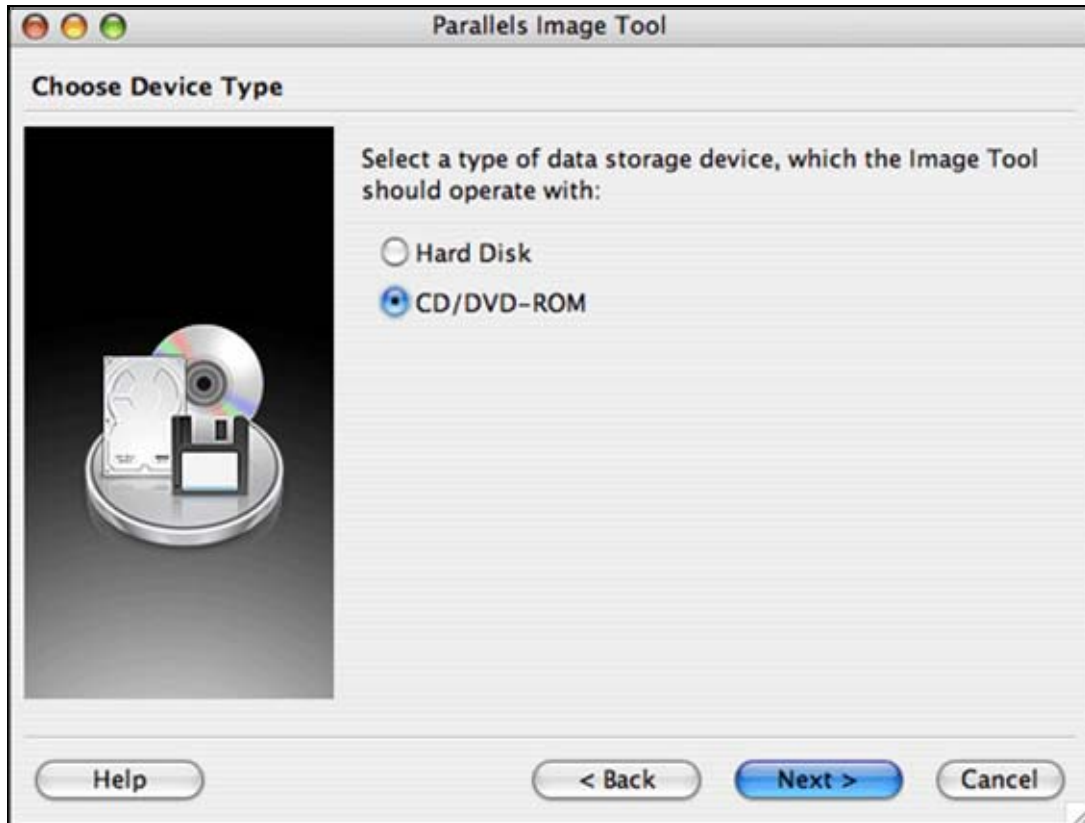 Parallels Image Tool
Choose Device Type
Select a type of data storage device, which the Image Tool
should operate with:
Hard Disk
CD/DVD-ROM
Help
< Back
Next >
Cancel